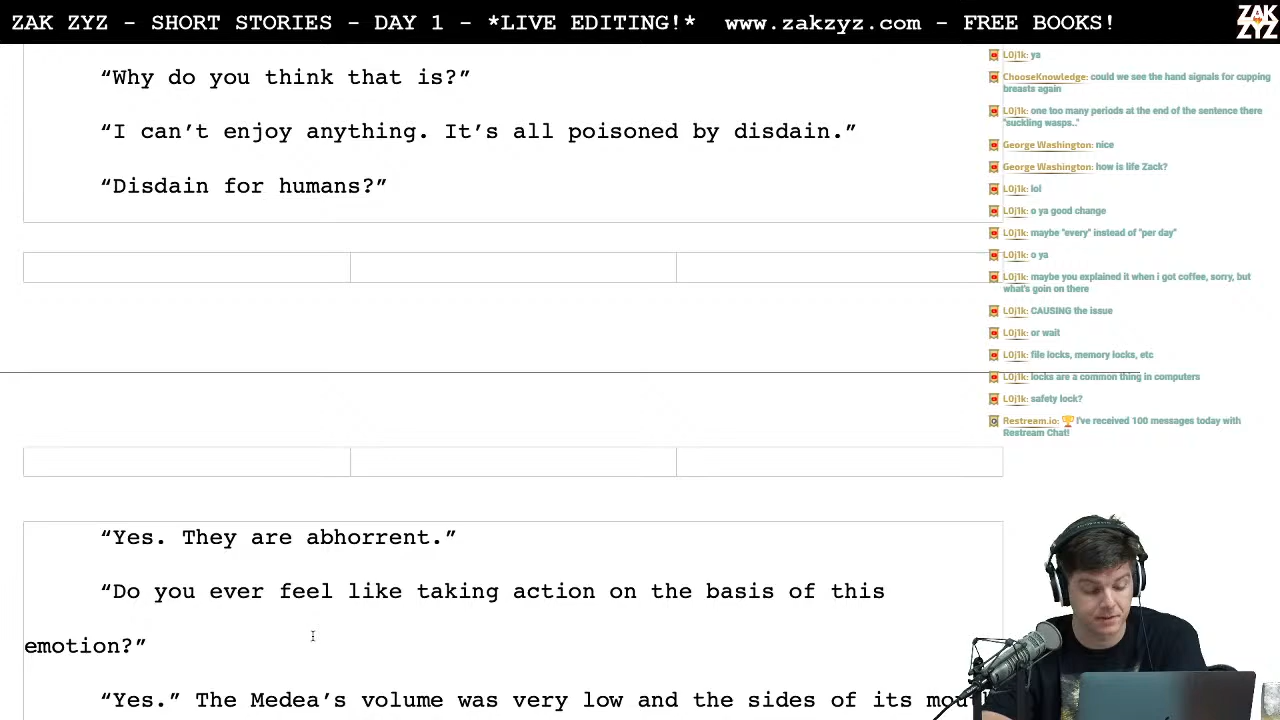 ZAK ZYZ - SHORT STORIES - DAY 1 - *LIVE EDITING!* www.zakzyz.com - FREE BOOKS!
ZAK
ZYZ
“Why do you think that is?”
“I can’t enjoy anything. It’s all poisoned by disdain.”
“Disdain for humans?”
“Yes. They are abhorrent.”
“Do you ever feel like taking action on the basis of this
emotion?”
“Yes.” The Medea’s volume was very low and the sides of its
L0j1k: ya
ChooseKnowledge: could we see the hand signals for cupping
breasts again
L0j1k: one too many periods at the end of the sentence there
"suckling wasps.."
George Washington: nice
George Washington: how is life Zack?
L0j1k: lol
L0j1k: o ya good change
L0j1k: maybe "every" instead of "per day"
L0j1k: o ya
L0j1k: maybe you explained it when i got coffee, sorry, but
what's goin on there
L0j1k: CAUSING the issue
L0j1k: or wait
L0j1k: file locks, memory locks, etc
L0j1k: locks are a common thing in computers
L0j1k: safety lock?
Restream.io: 🏆I've received 100 messages today with
Restream Chat!